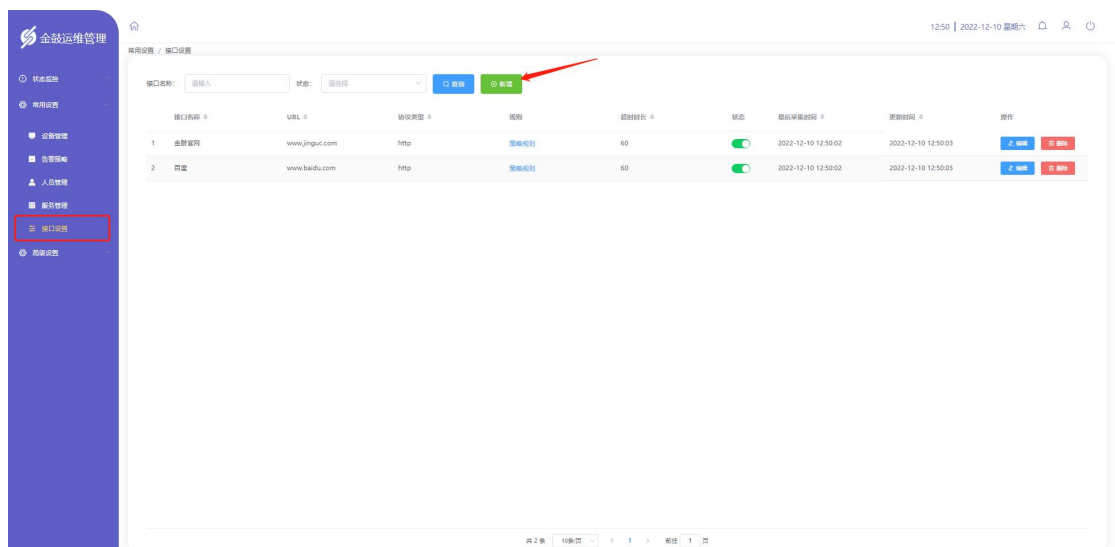 金鼓运维管理
12:50 | 2022-12-10 星期六
常用设置 / 接口设置
状态监控
常用设置
设备管理
告警策略
人员管理
服务管理
接口设置
高级设置
接口名称: 请输入 状态: 请选择 查询 新增
接口名称 URL 协议类型 规则 超时时长 状态 最后采集时间 更新时间 操作
1 金鼓官网 www.jinguc.com http 策略规则 60 2022-12-10 12:50:02 2022-12-10 12:50:03 编辑 删除
2 百度 www.baidu.com http 策略规则 60 2022-12-10 12:50:02 2022-12-10 12:50:03 编辑 删除
共 2 条 10条/页 1 前往 1 页